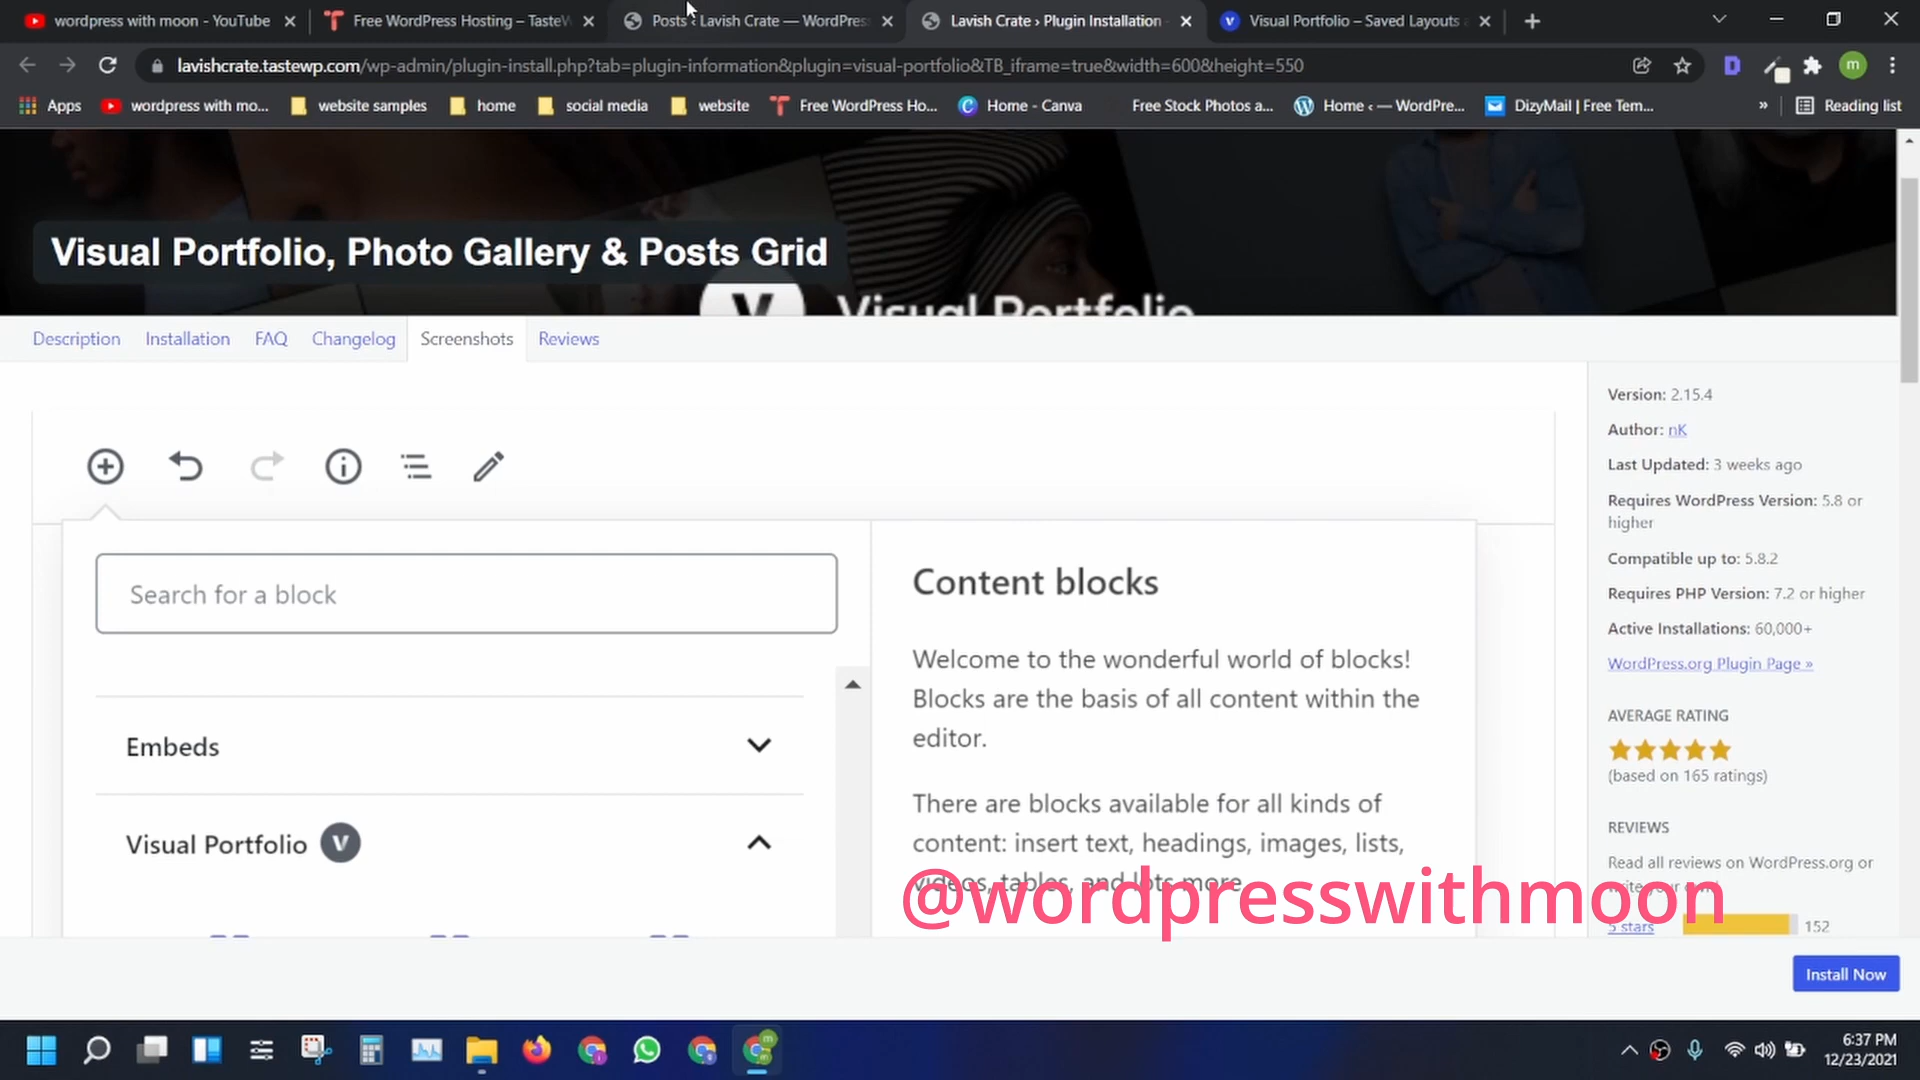 wordpress with moon - YouTube
Free WordPress Hosting – TasteW
Posts ‹ Lavish Crate — WordPres
Lavish Crate › Plugin Installation
Visual Portfolio – Saved Layouts
lavishcrate.tastewp.com/wp-admin/plugin-install.php?tab=plugin-information&plugin=visual-portfolio&TB_iframe=true&width=600&height=550
m
Apps
wordpress with mo...
website samples
home
social media
website
Free WordPress Ho...
Home - Canva
Free Stock Photos a...
Home ‹ — WordPre...
DizyMail | Free Tem...
»
Reading list
Visual Portfolio, Photo Gallery & Posts Grid
V Visual Portfolio
Description
Installation
FAQ
Changelog
Screenshots
Reviews
Search for a block
Embeds
Visual Portfolio V
Content blocks
Welcome to the wonderful world of blocks!
Blocks are the basis of all content within the
editor.
There are blocks available for all kinds of
content: insert text, headings, images, lists,
videos, tables, and lots more
@wordpresswithmoon
Version: 2.15.4
Author: nK
Last Updated: 3 weeks ago
Requires WordPress Version: 5.8 or
higher
Compatible up to: 5.8.2
Requires PHP Version: 7.2 or higher
Active Installations: 60,000+
WordPress.org Plugin Page »
AVERAGE RATING
(based on 165 ratings)
REVIEWS
Read all reviews on WordPress.org or
write your own!
5 stars
152
Install Now
6:37 PM
12/23/2021